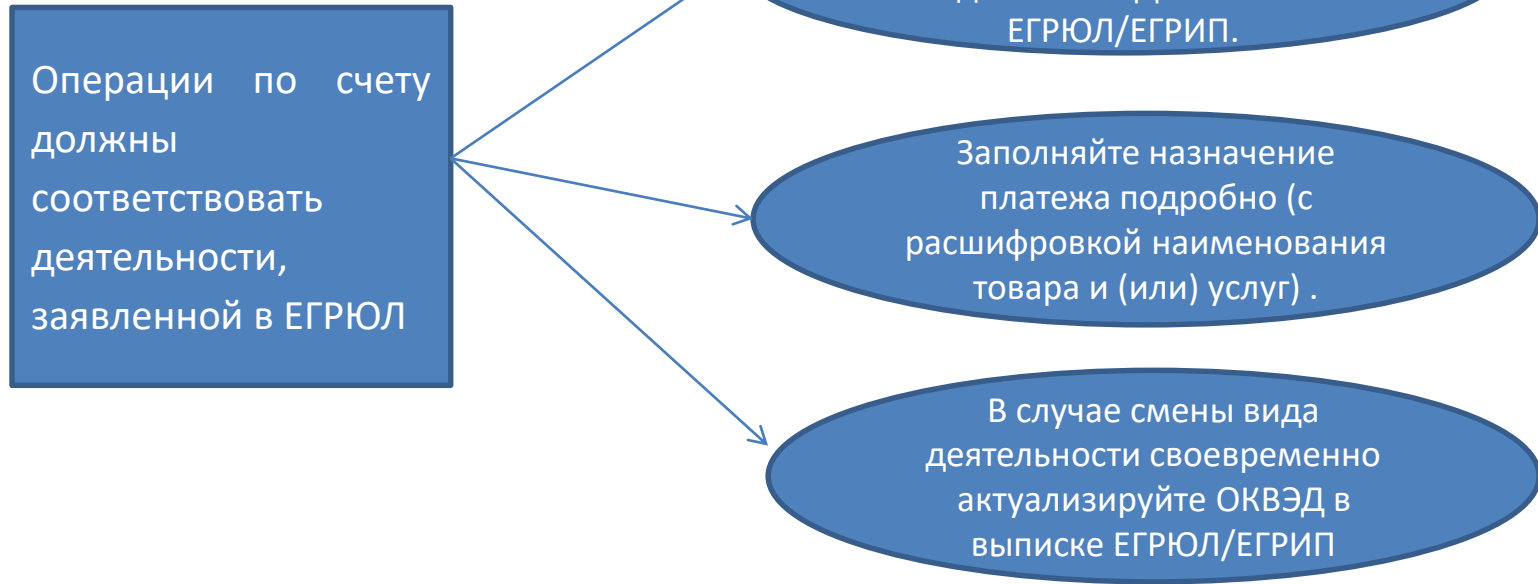 Операции по счету
должны
соответствовать
деятельности,
заявленной в ЕГРЮЛ
ЕГРЮЛ/ЕГРИП.
Заполняйте назначение
платежа подробно (с
расшифровкой наименования
товара и (или) услуг) .
В случае смены вида
деятельности своевременно
актуализируйте ОКВЭД в
выписке ЕГРЮЛ/ЕГРИП